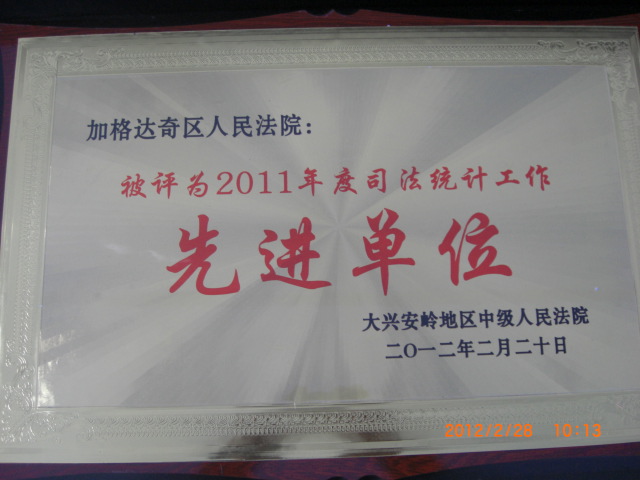 加格达奇区人民法院：
被评为2011年度司法统计工作
先进单位
大兴安岭地区中级人民法院
二〇一二年二月二十日
2012/2/28 10:13